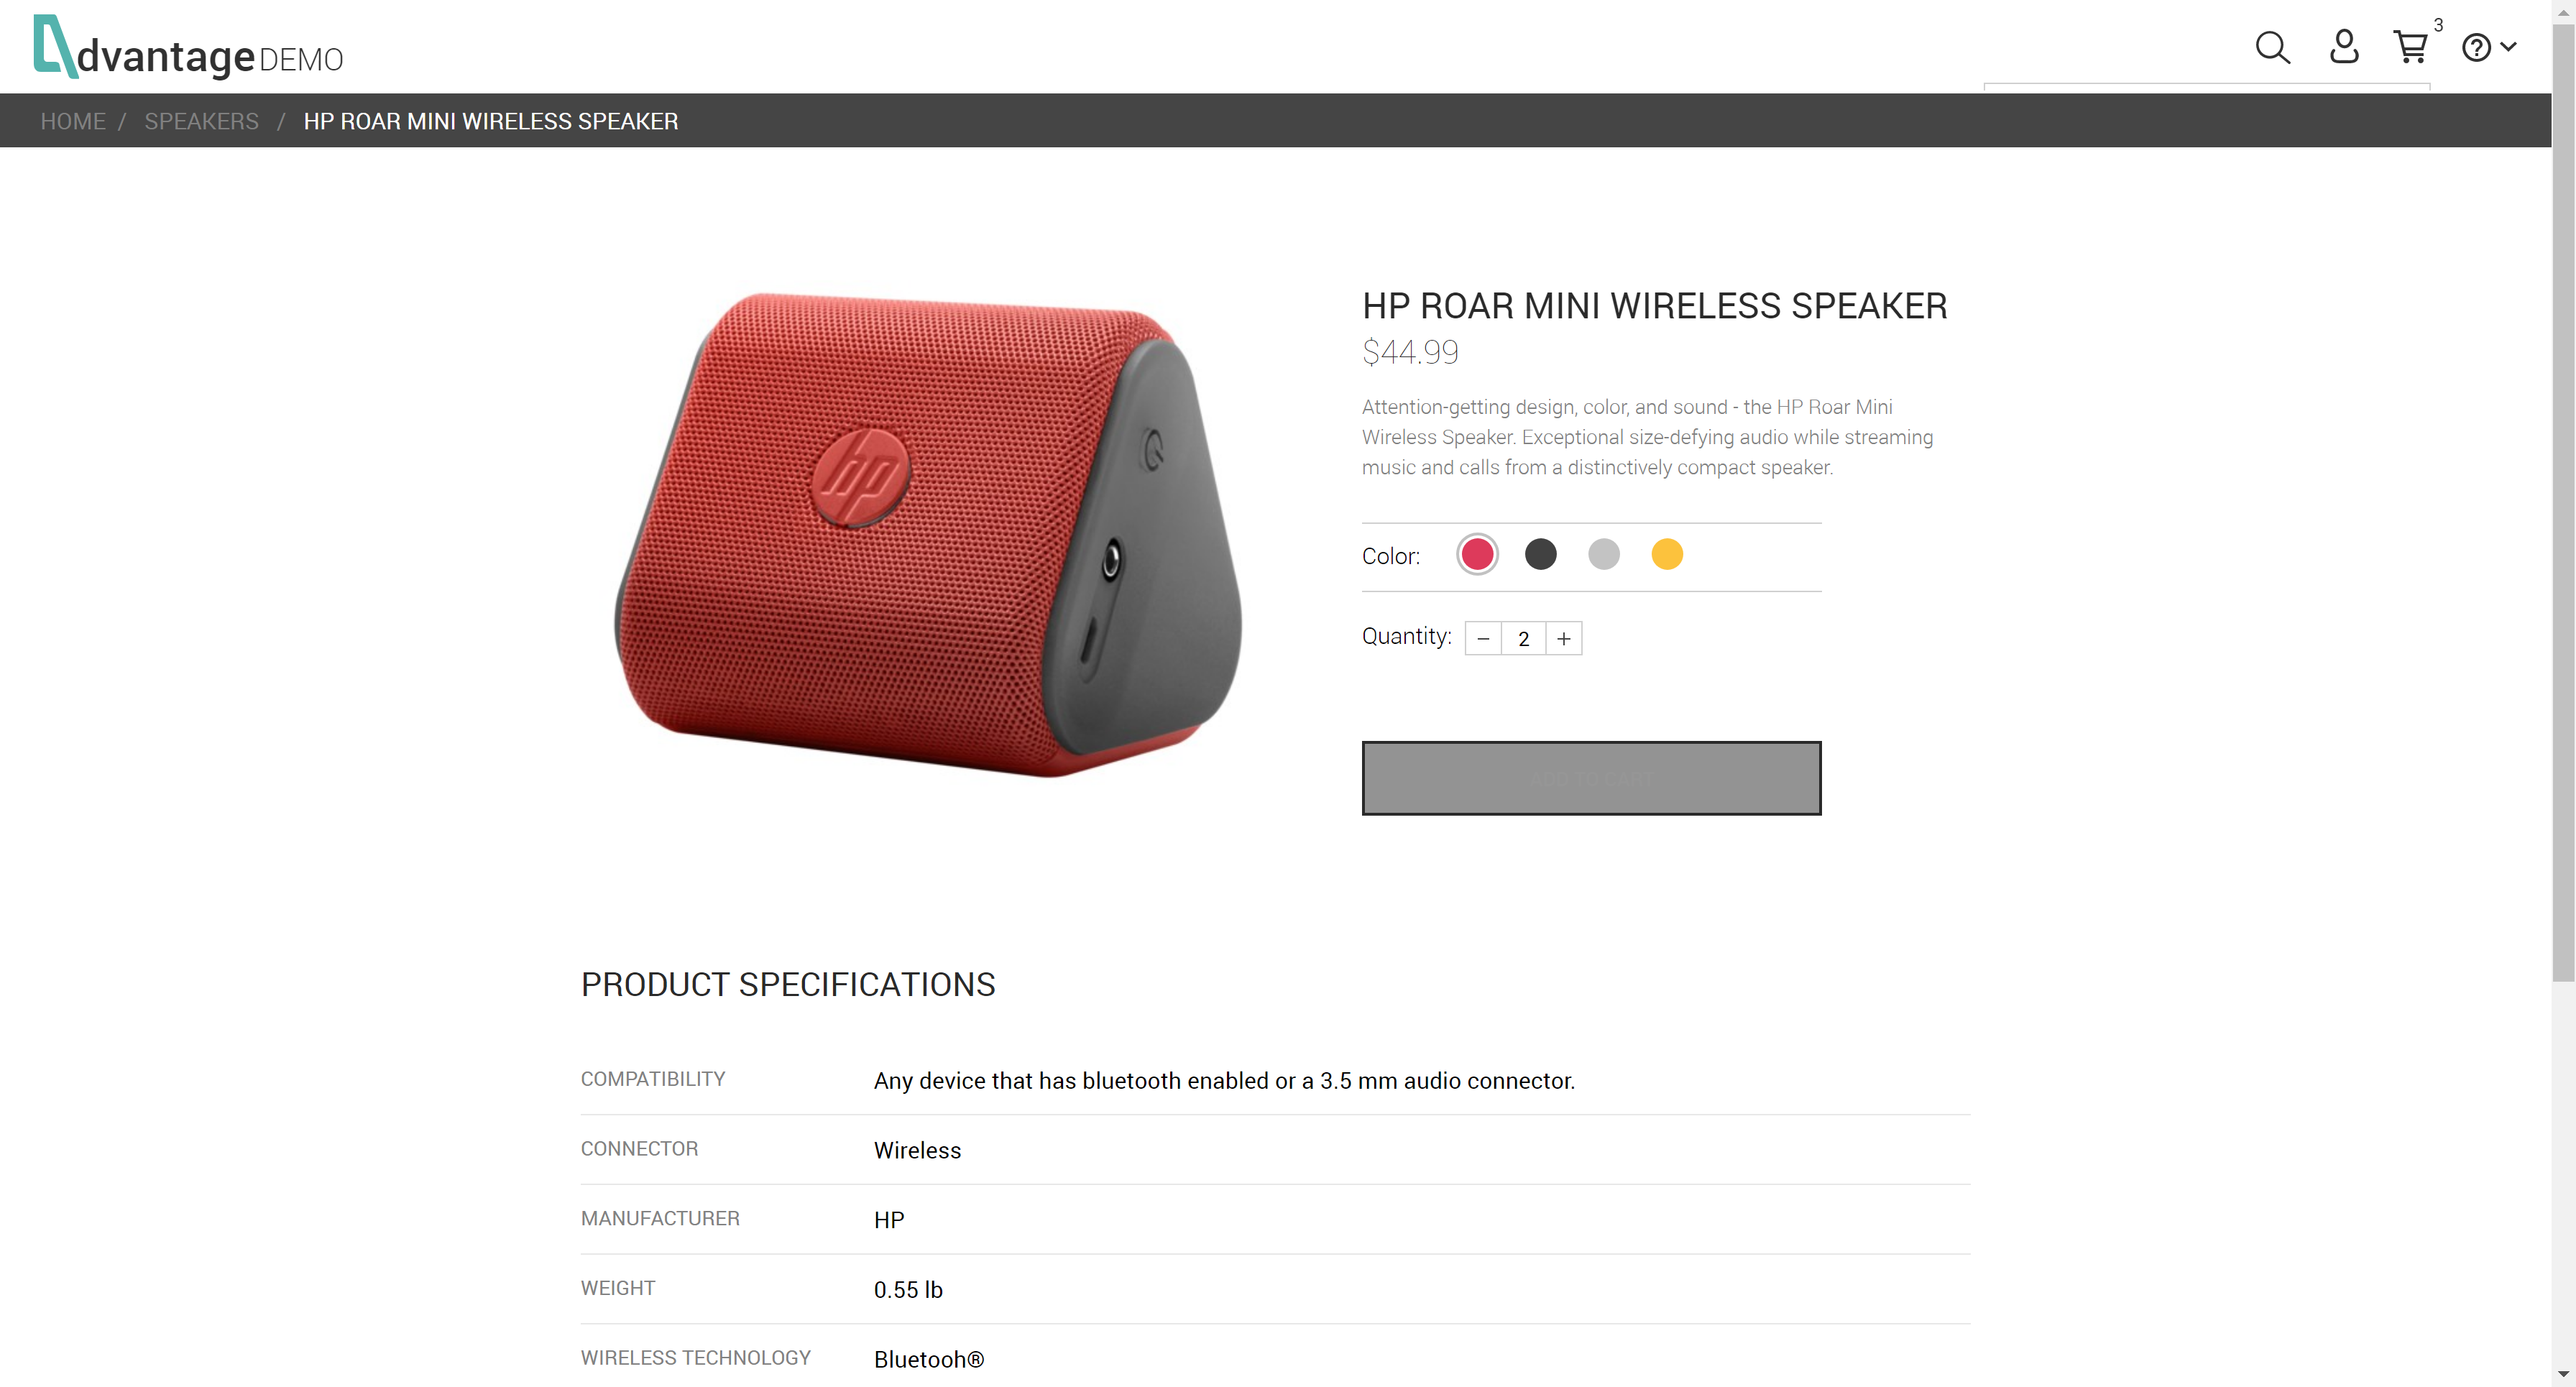 dvantage DEMO
3
HOME / SPEAKERS / HP ROAR MINI WIRELESS SPEAKER
hp
HP ROAR MINI WIRELESS SPEAKER
$44.99
Attention-getting design, color, and sound - the HP Roar Mini
Wireless Speaker. Exceptional size-defying audio while streaming
music and calls from a distinctively compact speaker.
Color:
Quantity: − 2 +
ADD TO CART
PRODUCT SPECIFICATIONS
COMPATIBILITY Any device that has bluetooth enabled or a 3.5 mm audio connector.
CONNECTOR Wireless
MANUFACTURER HP
WEIGHT 0.55 lb
WIRELESS TECHNOLOGY Bluetooh®